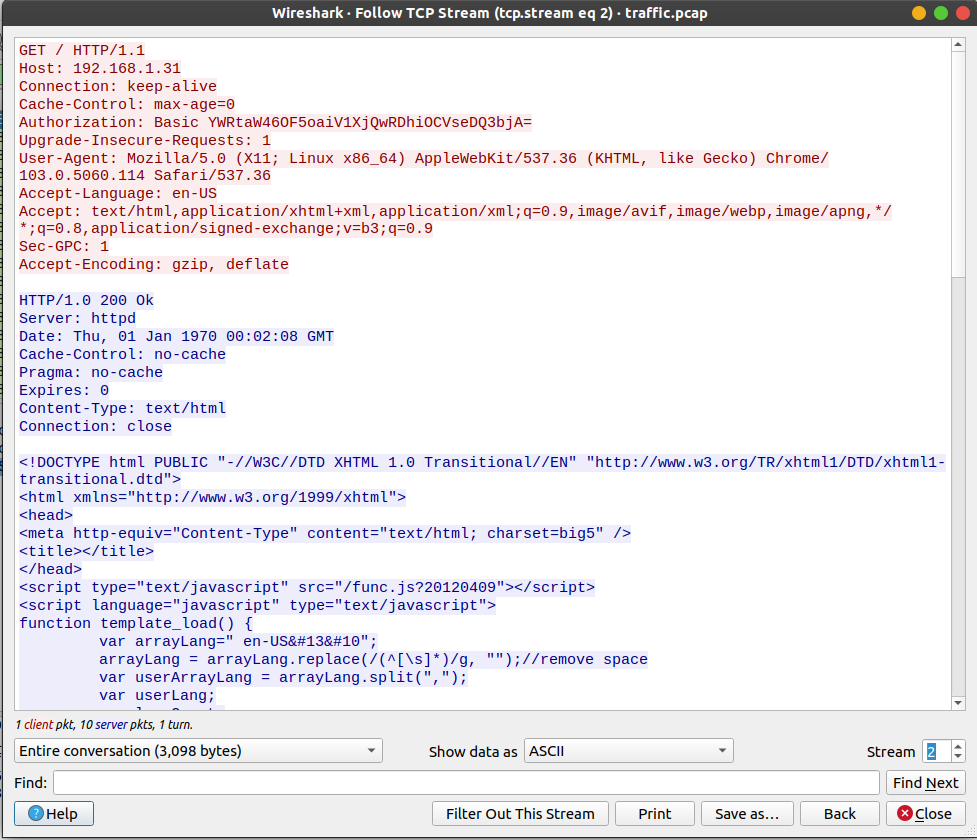 Wireshark · Follow TCP Stream (tcp.stream eq 2) · traffic.pcap
GET / HTTP/1.1
Host: 192.168.1.31
Connection: keep-alive
Cache-Control: max-age=0
Authorization: Basic YWRtaW46OF5oaiV1XjQwRDhiOCVseDQ3bjA=
Upgrade-Insecure-Requests: 1
User-Agent: Mozilla/5.0 (X11; Linux x86_64) AppleWebKit/537.36 (KHTML, like Gecko) Chrome/
103.0.5060.114 Safari/537.36
Accept-Language: en-US
Accept: text/html,application/xhtml+xml,application/xml;q=0.9,image/avif,image/webp,image/apng,*/
*;q=0.8,application/signed-exchange;v=b3;q=0.9
Sec-GPC: 1
Accept-Encoding: gzip, deflate
HTTP/1.0 200 Ok
Server: httpd
Date: Thu, 01 Jan 1970 00:02:08 GMT
Cache-Control: no-cache
Pragma: no-cache
Expires: 0
Content-Type: text/html
Connection: close
<!DOCTYPE html PUBLIC "-//W3C//DTD XHTML 1.0 Transitional//EN" "http://www.w3.org/TR/xhtml1/DTD/xhtml1-
transitional.dtd">
<html xmlns="http://www.w3.org/1999/xhtml">
<head>
<meta http-equiv="Content-Type" content="text/html; charset=big5" />
<title></title>
</head>
<script type="text/javascript" src="/func.js?20120409"></script>
<script language="javascript" type="text/javascript">
function template_load() {
var arrayLang=" en-US&#13&#10";
arrayLang = arrayLang.replace(/(^[\s]*)/g, "");//remove space
var userArrayLang = arrayLang.split(",");
var userLang;
1 client pkt, 10 server pkts, 1 turn.
Entire conversation (3,098 bytes)
Show data as
ASCII
Stream
2
Find:
Find Next
Help
Filter Out This Stream
Print
Save as…
Back
Close